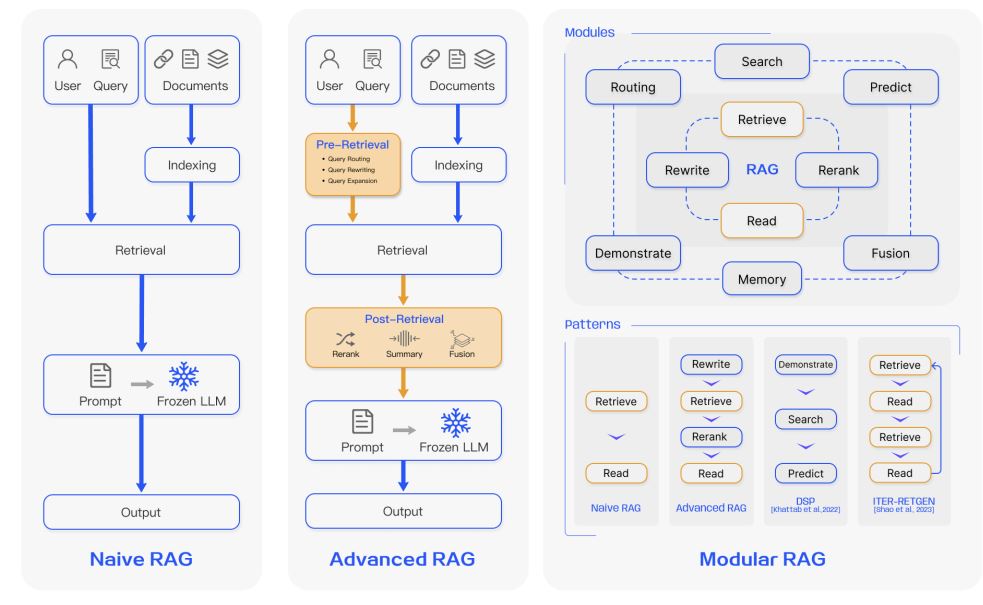 User Query
Documents
Indexing
Retrieval
Prompt
Frozen LLM
Output
Naive RAG
User Query
Documents
Pre-Retrieval
• Query Routing
• Query Rewriting
• Query Expansion
Indexing
Retrieval
Post-Retrieval
Rerank
Summary
Fusion
Prompt
Frozen LLM
Output
Advanced RAG
Modules
Search
Routing
Predict
Retrieve
Rewrite
RAG
Rerank
Read
Demonstrate
Fusion
Memory
Patterns
Retrieve
Read
Naive RAG
Rewrite
Retrieve
Rerank
Read
Advanced RAG
Demonstrate
Search
Predict
DSP
[Khattab et al.,2022]
Retrieve
Read
Retrieve
Read
ITER-RETGEN
[Shao et al., 2023]
Modular RAG